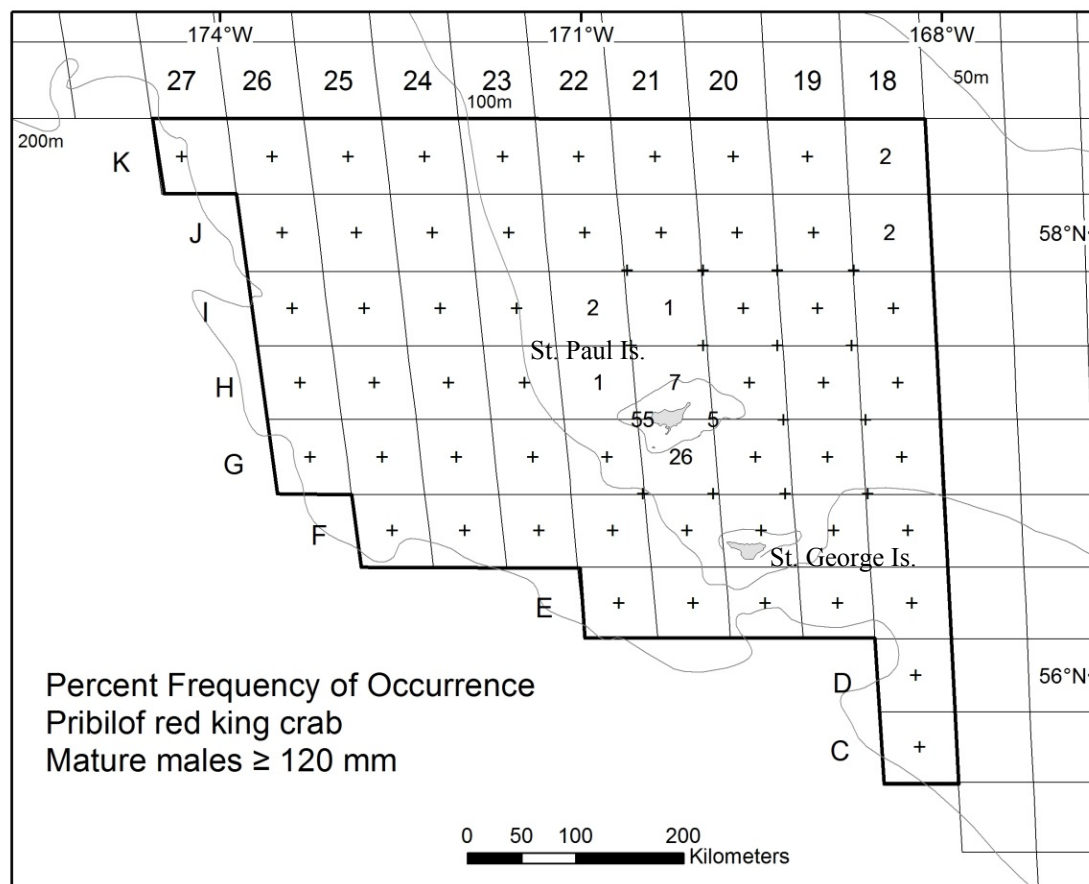 174°W 171°W 168°W
27 26 25 24 23 22 21 20 19 18
50m
100m
200m
K + + + + + + + + + 2
J + + + + + + + + 2
58°N
+ + + +
I + + + + 2 1 + + +
St. Paul Is. + + + +
H + + + + 1 7 + + +
55 5 + +
G + + + + + 26 + + +
+ + + +
F + + + + + + + +
St. George Is.
E + + + + +
D +
56°N
C +
Percent Frequency of Occurrence
Pribilof red king crab
Mature males ≥ 120 mm
0 50 100 200
Kilometers